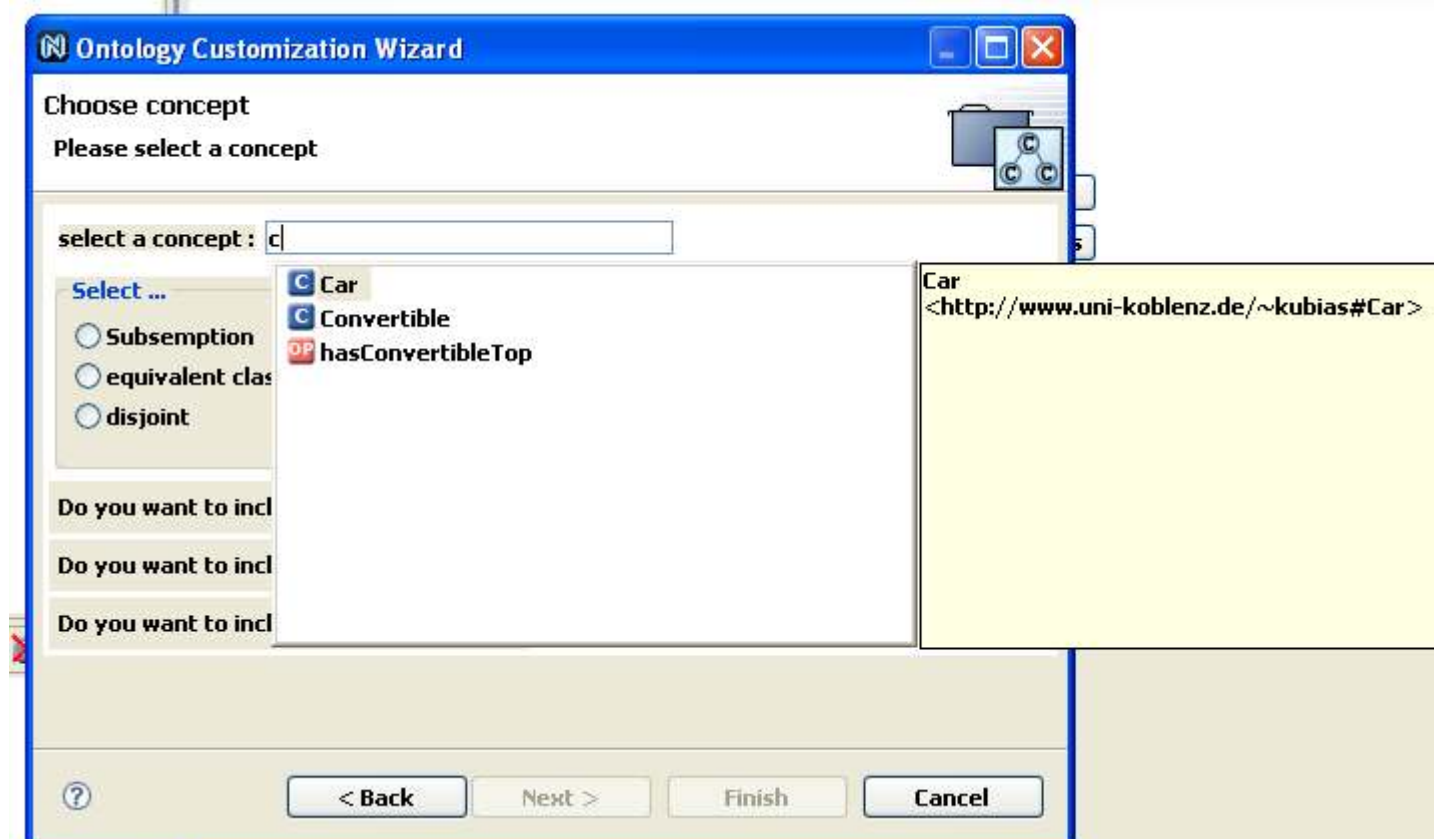 Ontology Customization Wizard
Choose concept
Please select a concept
C
C C
select a concept : c
Select ...
Subsemption
equivalent clas
disjoint
C Car
C Convertible
OP hasConvertibleTop
Car
<http://www.uni-koblenz.de/~kubias#Car>
Do you want to incl
Do you want to incl
Do you want to incl
s
? < Back Next > Finish Cancel